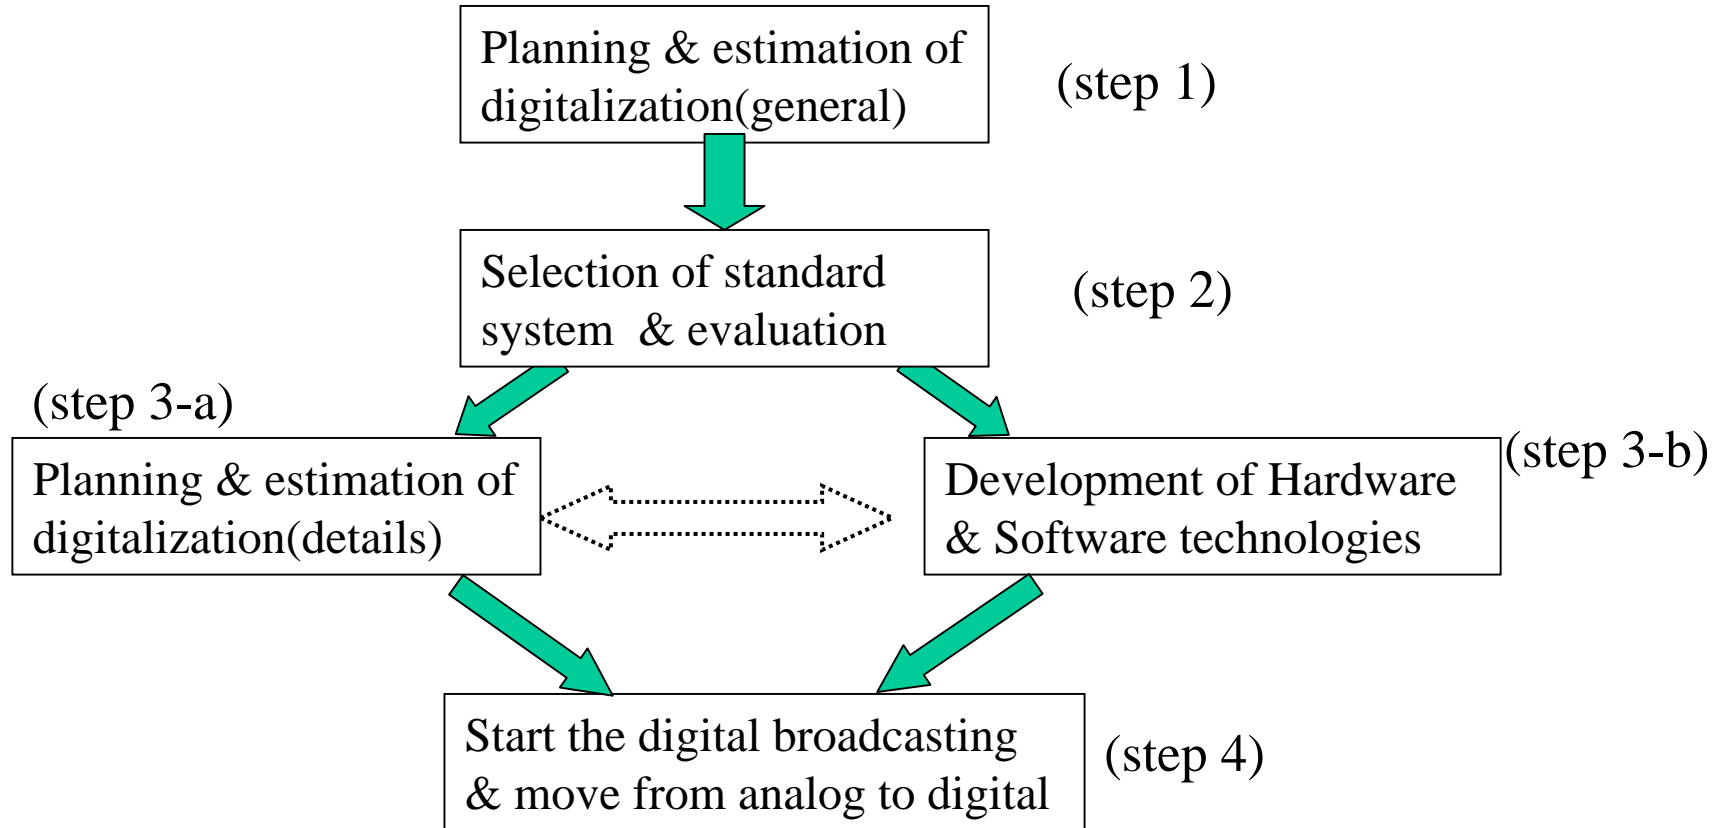 Planning & estimation of
digitalization(general)
(step 1)
Selection of standard
system & evaluation
(step 2)
(step 3-a)
Planning & estimation of
digitalization(details)
(step 3-b)
Development of Hardware
& Software technologies
Start the digital broadcasting
& move from analog to digital
(step 4)